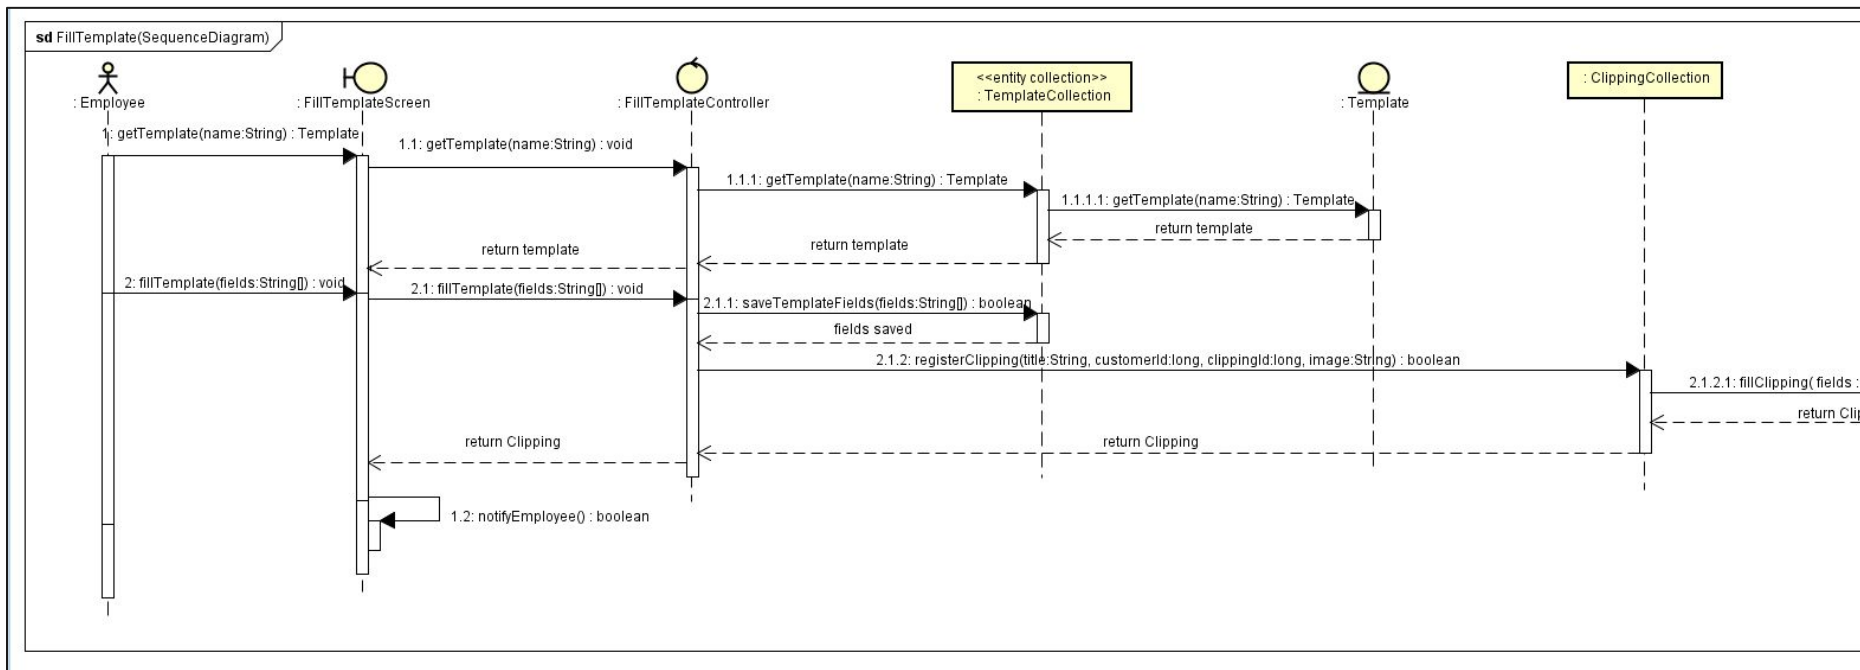 sd FillTemplate(SequenceDiagram)
: Employee
: FillTemplateScreen
: FillTemplateController
<<entity collection>>
: TemplateCollection
: Template
: ClippingCollection
1: getTemplate(name:String) : Template
1.1: getTemplate(name:String) : void
1.1.1: getTemplate(name:String) : Template
1.1.1.1: getTemplate(name:String) : Template
return template
return template
return template
2: fillTemplate(fields:String[]) : void
2.1: fillTemplate(fields:String[]) : void
2.1.1: saveTemplateFields(fields:String[]) : boolean
fields saved
2.1.2: registerClipping(title:String, customerId:long, clippingId:long, image:String) : boolean
2.1.2.1: fillClipping( fields :
return Cli
return Clipping
return Clipping
1.2: notifyEmployee() : boolean